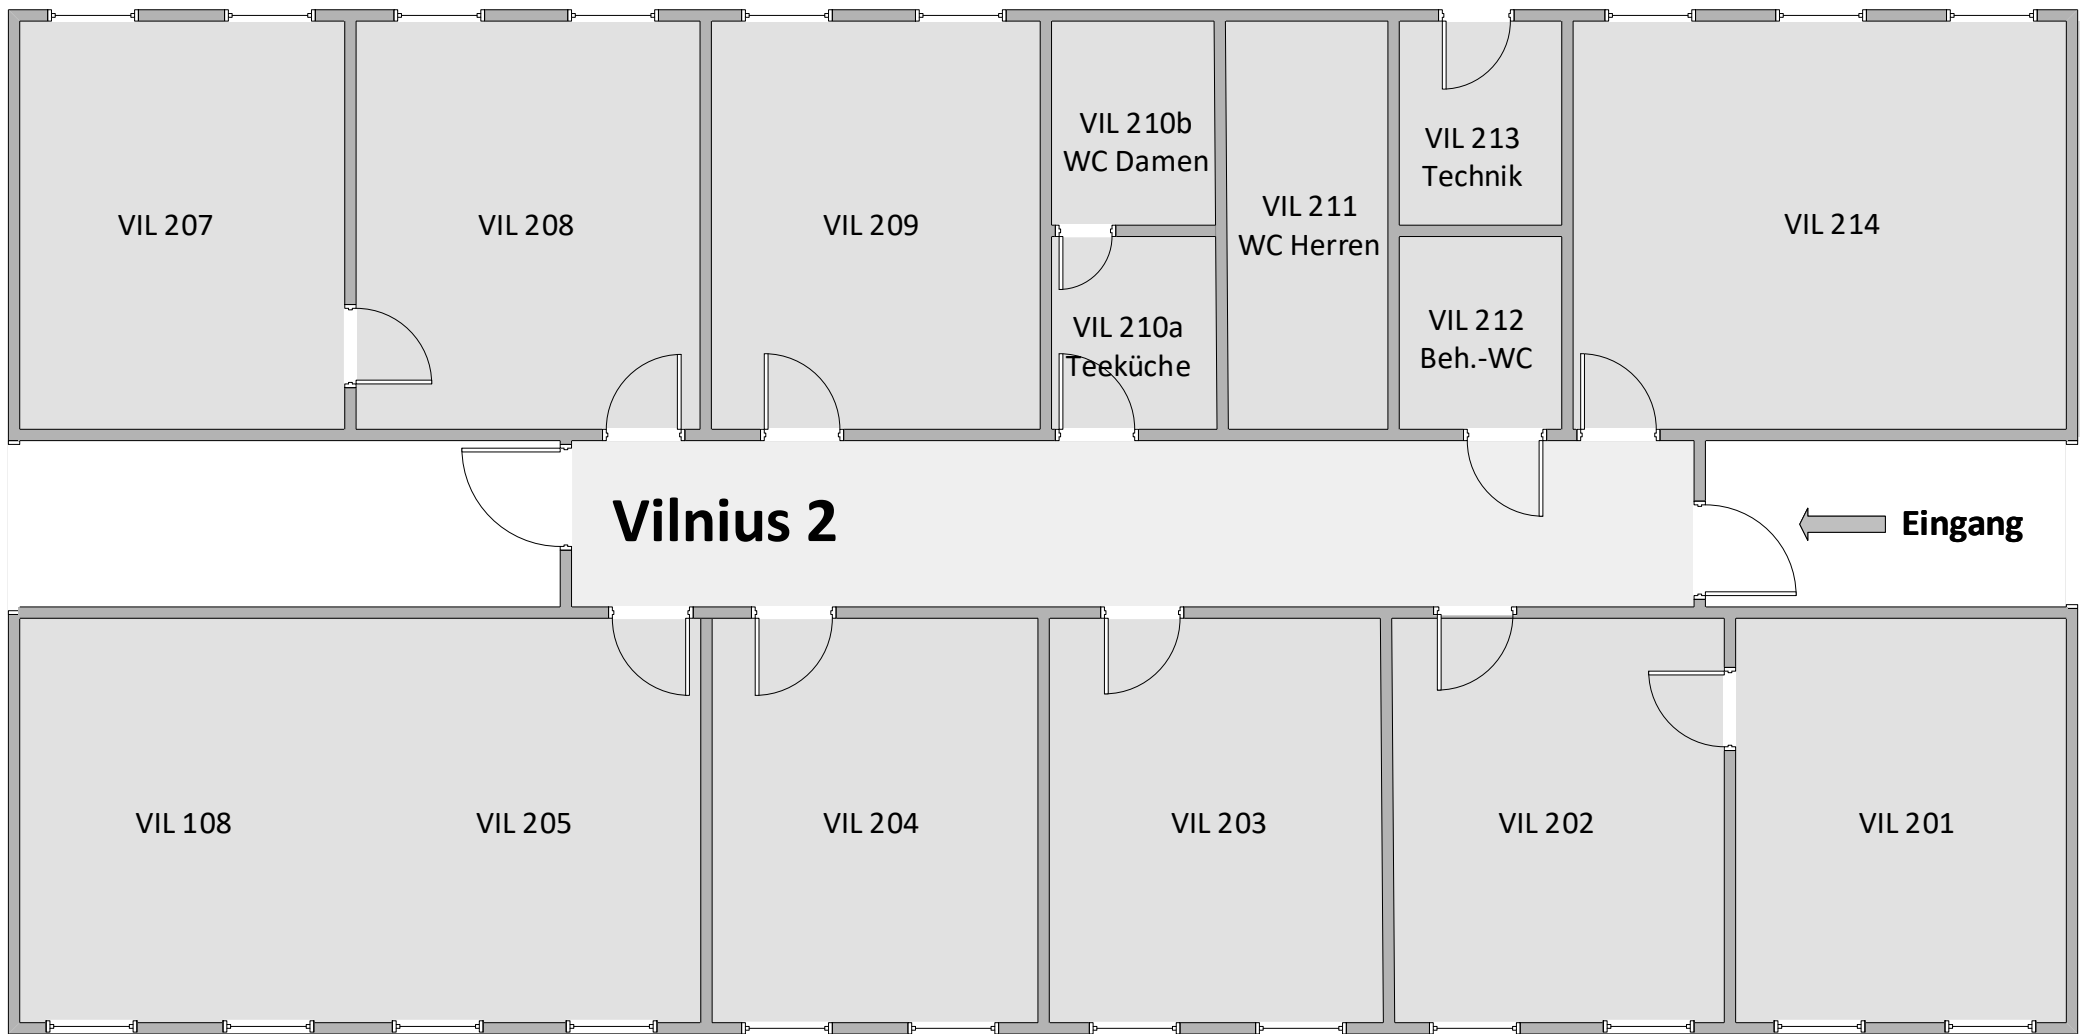 VIL 207
VIL 208
VIL 209
VIL 210b
WC Damen
VIL 210a
Teeküche
VIL 211
WC Herren
VIL 213
Technik
VIL 212
Beh.-WC
VIL 214
Vilnius 2
Eingang
VIL 108
VIL 205
VIL 204
VIL 203
VIL 202
VIL 201